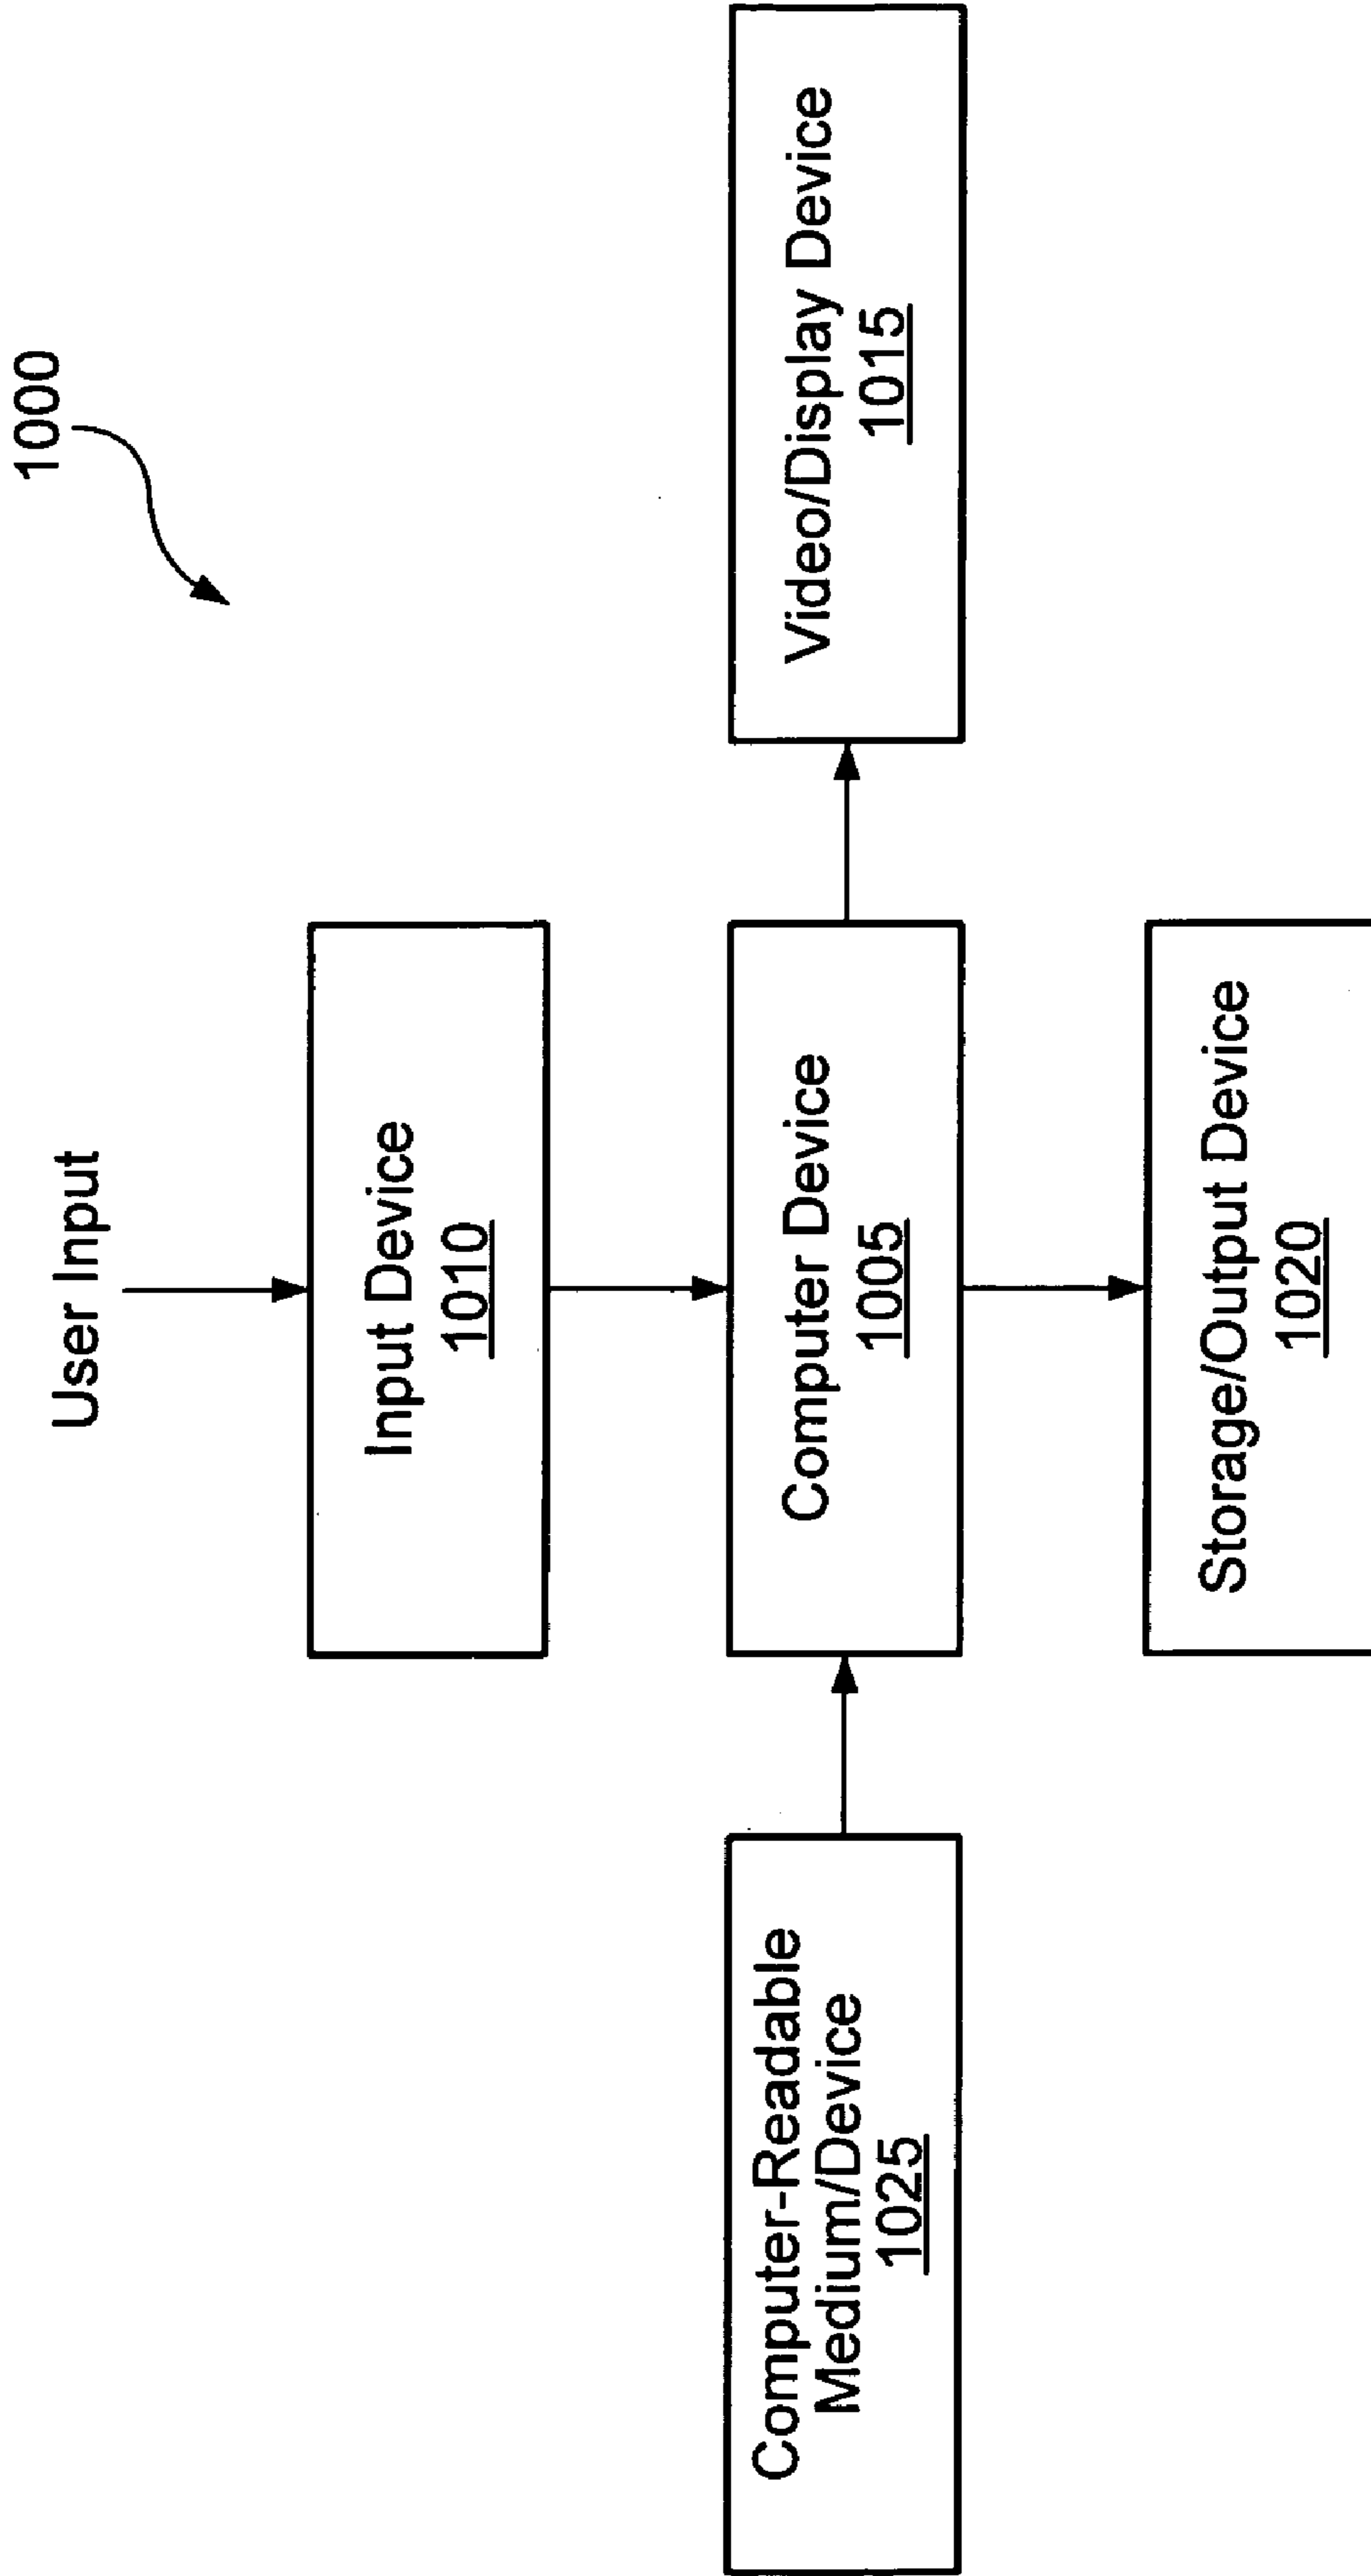 1000
User Input
Input Device
1010
Computer-Readable
Medium/Device
1025
Computer Device
1005
Video/Display Device
1015
Storage/Output Device
1020